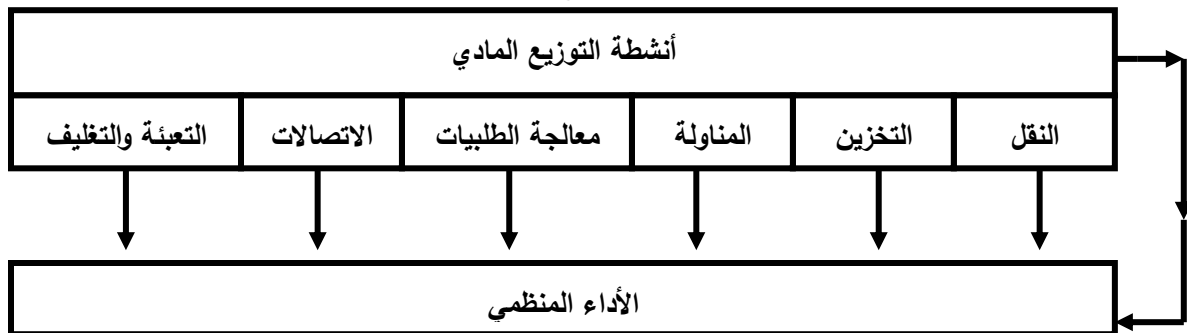 أنشطة التوزيع المادي
النقل التخزين المناولة معالجة الطلبيات الاتصالات التعبئة والتغليف
الأداء المنظمي